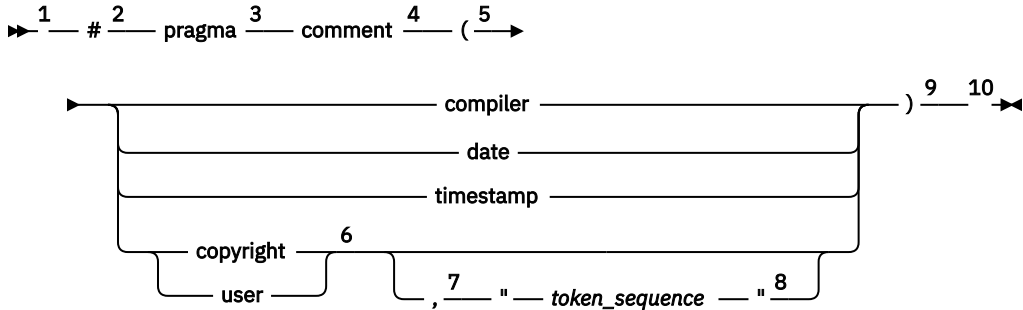 1 # 2 pragma 3 comment 4 ( 5
compiler ) 9 10
date
timestamp
copyright 6
user , 7 " token_sequence " 8